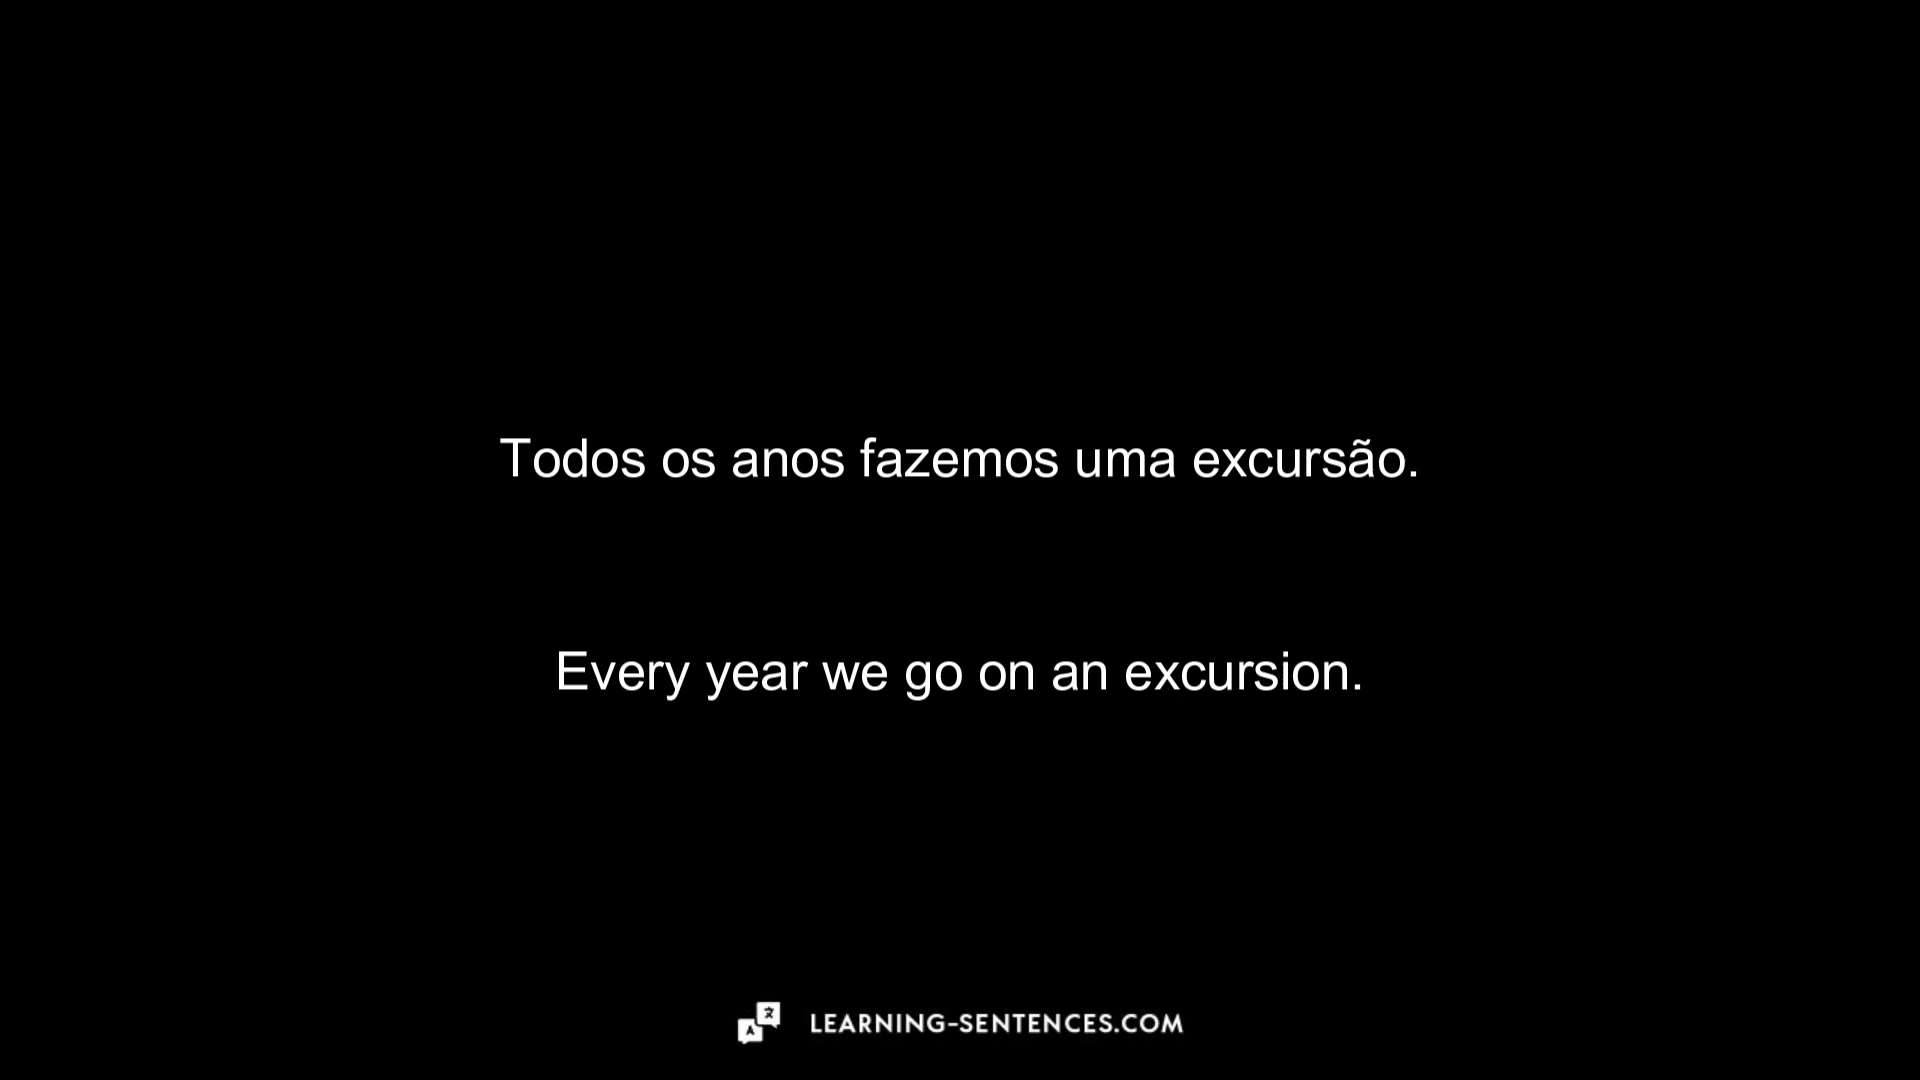 Todos os anos fazemos uma excursão.
Every year we go on an excursion.
LEARNING-SENTENCES.COM